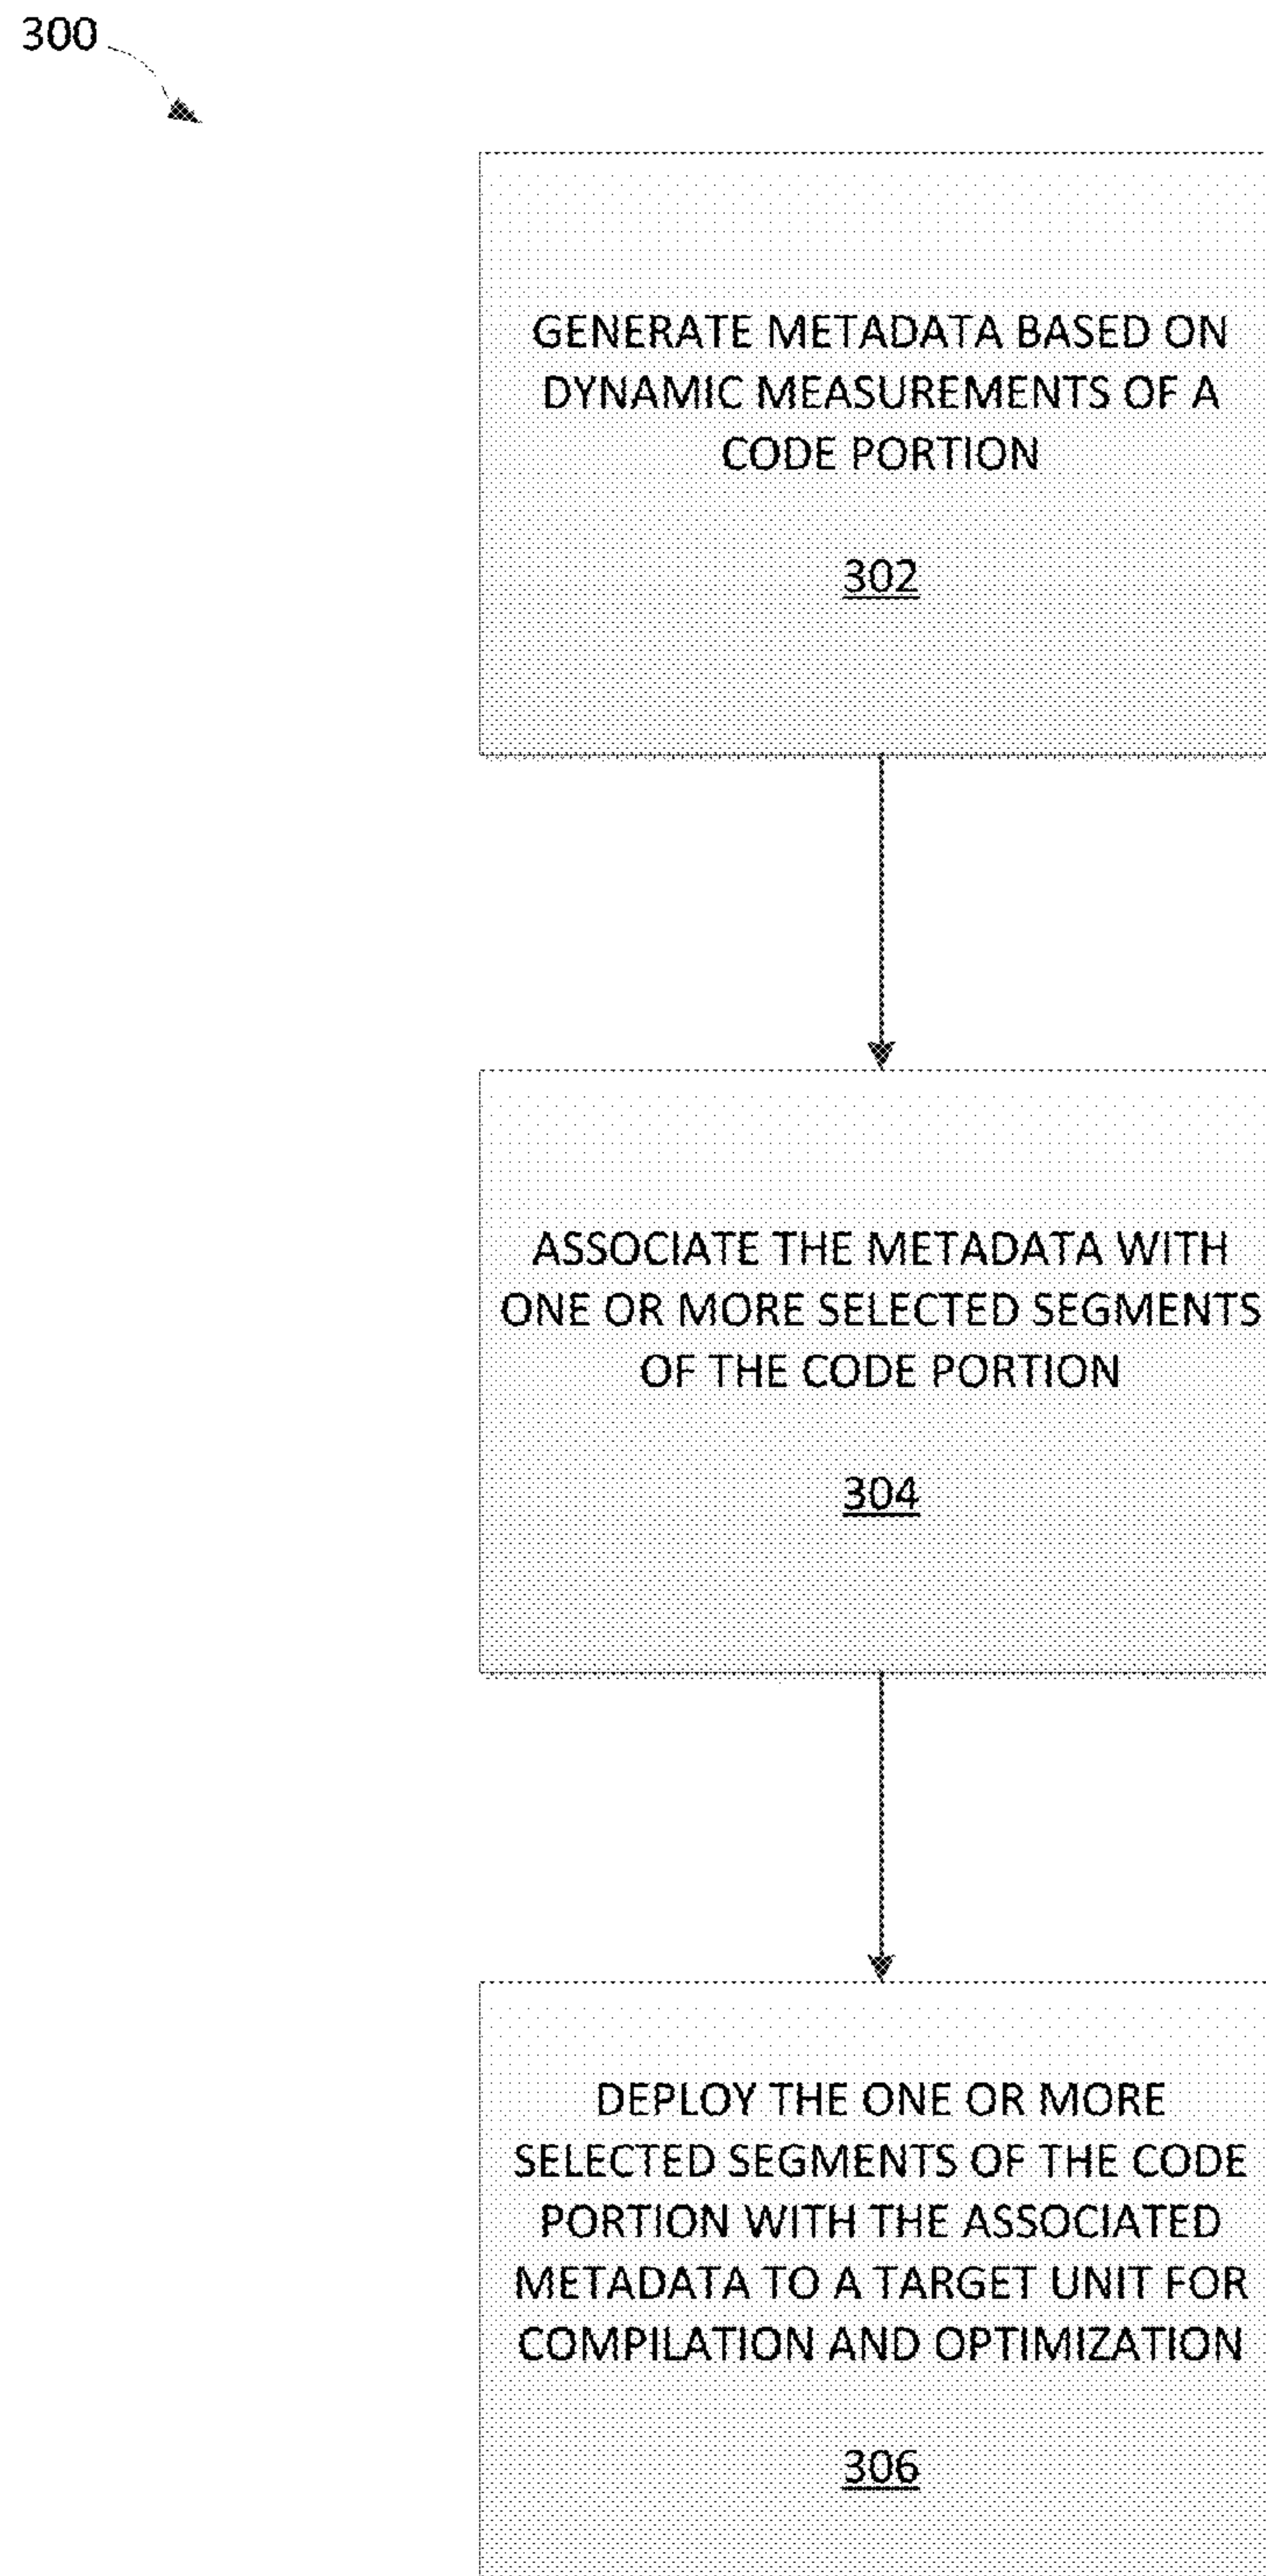 300
GENERATE METADATA BASED ON
DYNAMIC MEASUREMENTS OF A
CODE PORTION
302
ASSOCIATE THE METADATA WITH
ONE OR MORE SELECTED SEGMENTS
OF THE CODE PORTION
304
DEPLOY THE ONE OR MORE
SELECTED SEGMENTS OF THE CODE
PORTION WITH THE ASSOCIATED
METADATA TO A TARGET UNIT FOR
COMPILATION AND OPTIMIZATION
306